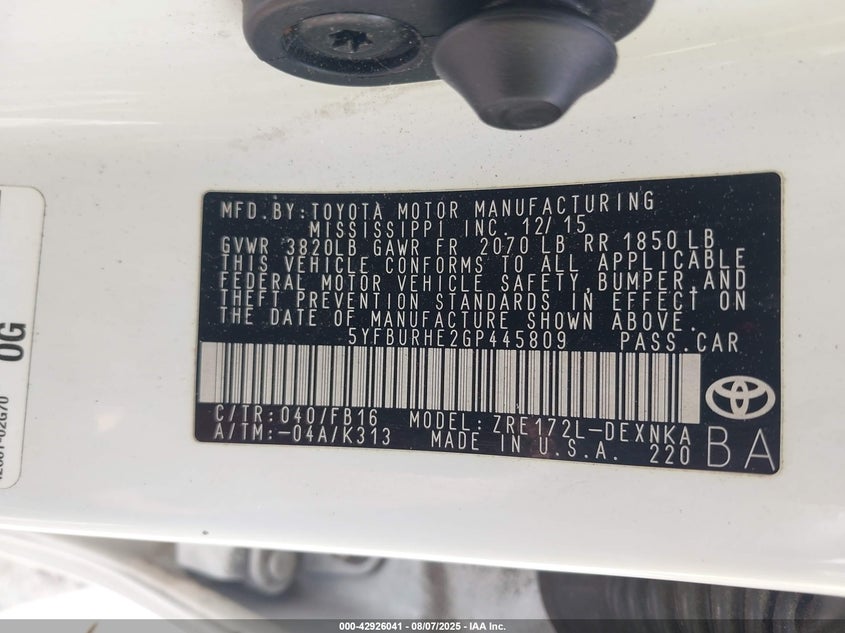 MFD.BY:TOYOTA MOTOR MANUFACTURING
MISSISSIPPI INC. 12/15
GVWR 3820LB GAWR FR 2070 LB RR 1850 LB
THIS VEHICLE CONFORMS TO ALL APPLICABLE
FEDERAL MOTOR VEHICLE SAFETY, BUMPER, AND
THEFT PREVENTION STANDARDS IN EFFECT ON
THE DATE OF MANUFACTURE SHOWN ABOVE.
5YFBURHE2GP445809 PASS.CAR
C/TR: 040/FB16 MODEL: ZRE172L-DEXNKA
A/TM:-04A/K313 MADE IN U.S.A. 220
BA
0G
000-42926041 - 08/07/2025 - IAA Inc.